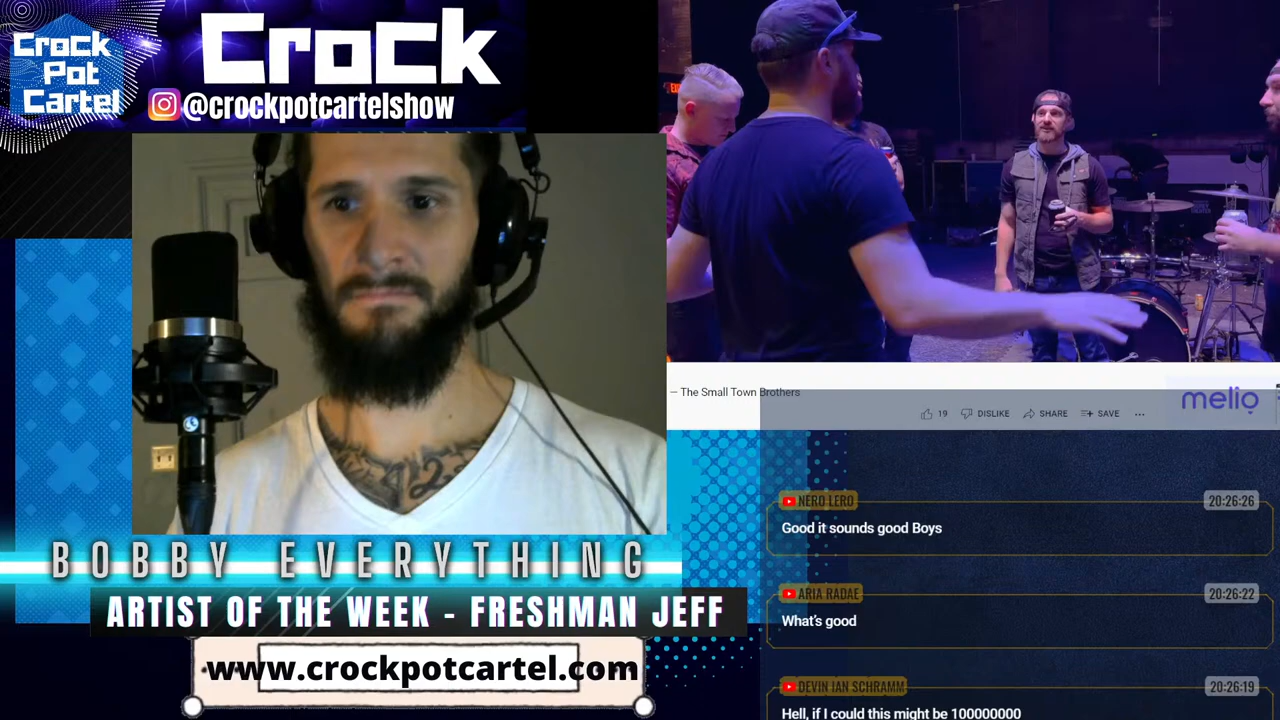 Crock
Pot
Cartel
Crock
@crockpotcartelshow
— The Small Town Brothers
melio
19 DISLIKE SHARE SAVE
NERO LERO 20:26:26
Good it sounds good Boys
ARIA RADAE 20:26:22
What's good
DEVIN IAN SCHRAMM 20:26:19
Hell, if I could this might be 100000000
BOBBY EVERYTHING
ARTIST OF THE WEEK - FRESHMAN JEFF
www.crockpotcartel.com